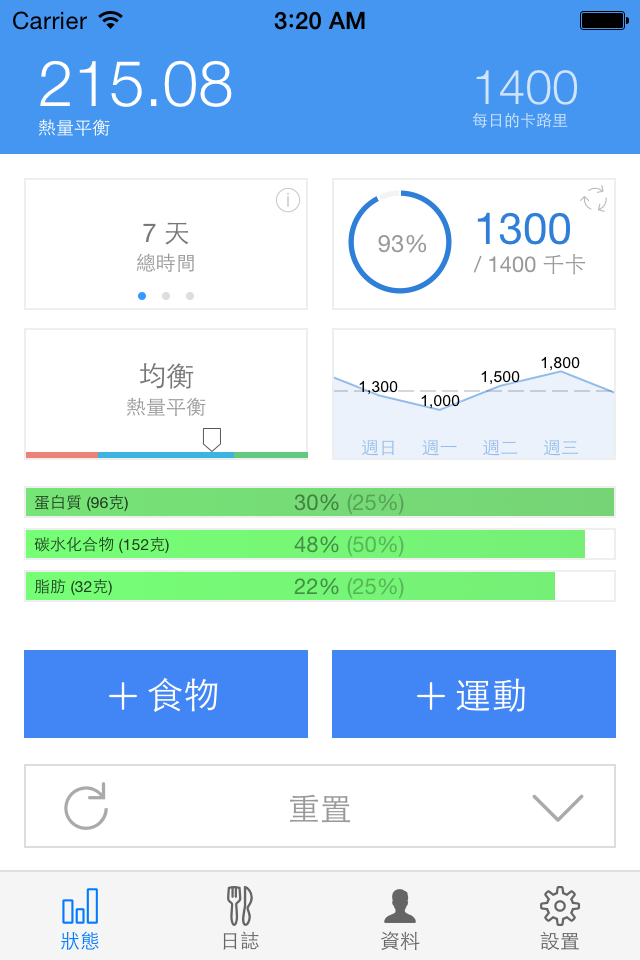 Carrier 3:20 AM
215.08 1400
熱量平衡 每日的卡路里
7 天
總時間
93%
1300
/ 1400 千卡
均衡
熱量平衡
1,300 1,000 1,500 1,800
週日 週一 週二 週三
蛋白質 (96克) 30% (25%)
碳水化合物 (152克) 48% (50%)
脂肪 (32克) 22% (25%)
+ 食物 + 運動
重置
狀態 日誌 資料 設置